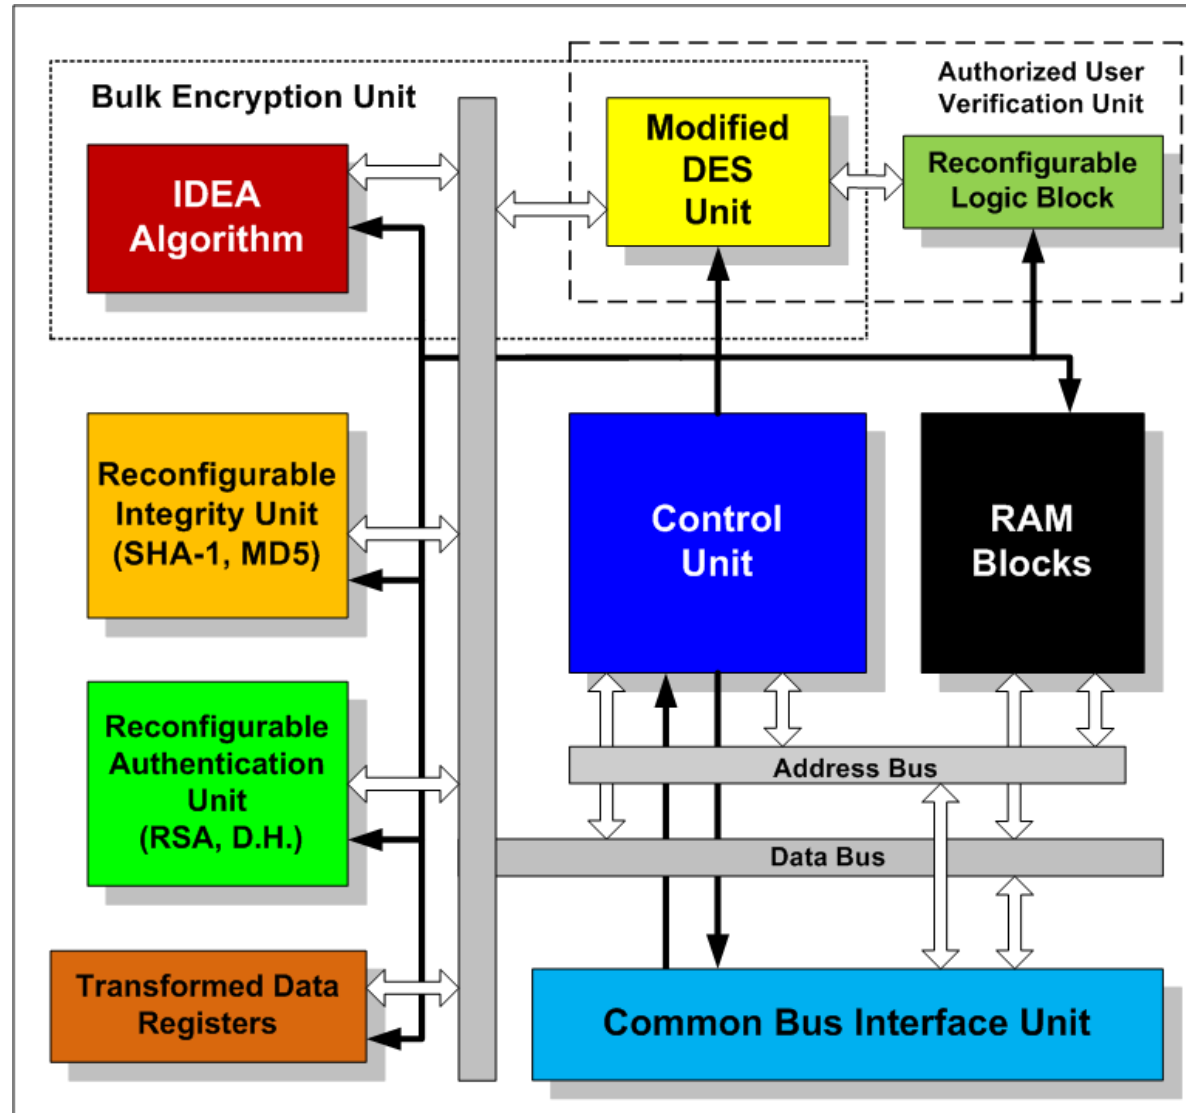 Bulk Encryption Unit
Authorized User
Verification Unit
IDEA
Algorithm
Modified
DES
Unit
Reconfigurable
Logic Block
Reconfigurable
Integrity Unit
(SHA-1, MD5)
Control
Unit
RAM
Blocks
Reconfigurable
Authentication
Unit
(RSA, D.H.)
Address Bus
Data Bus
Transformed Data
Registers
Common Bus Interface Unit